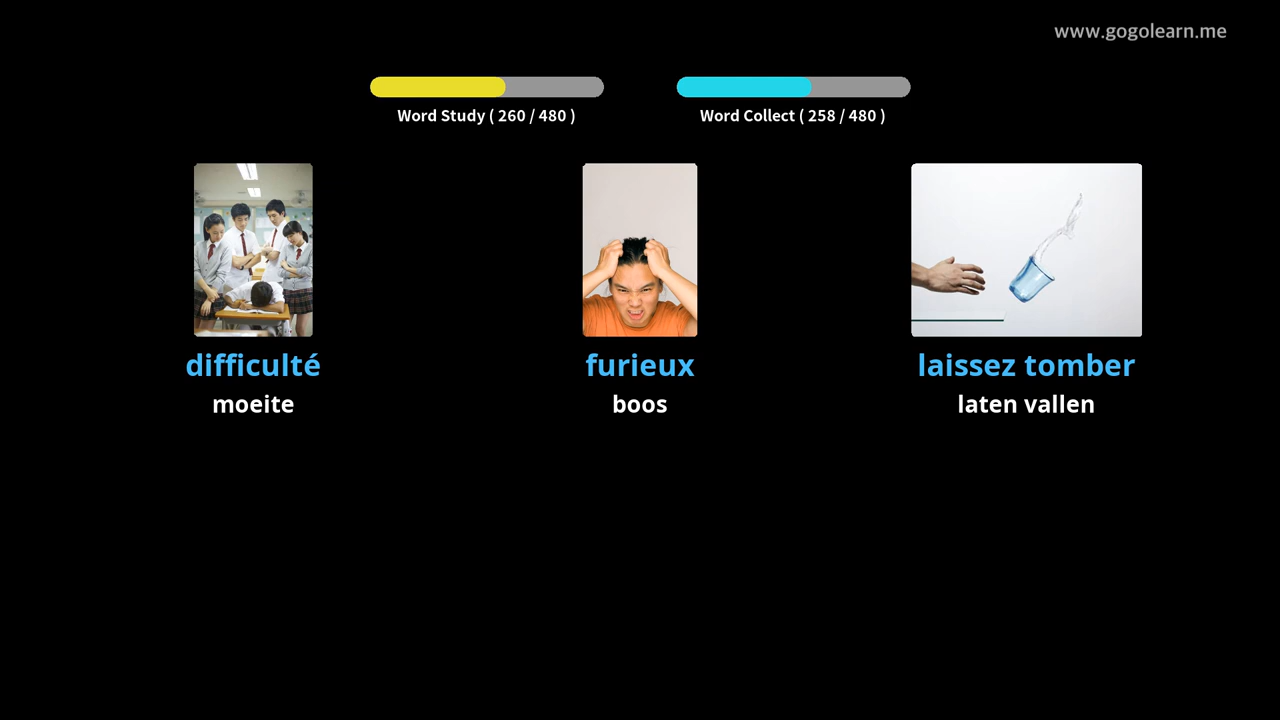 www.gogolearn.me
Word Study ( 260 / 480 )
Word Collect ( 258 / 480 )
difficulté
furieux
laissez tomber
moeite
boos
laten vallen